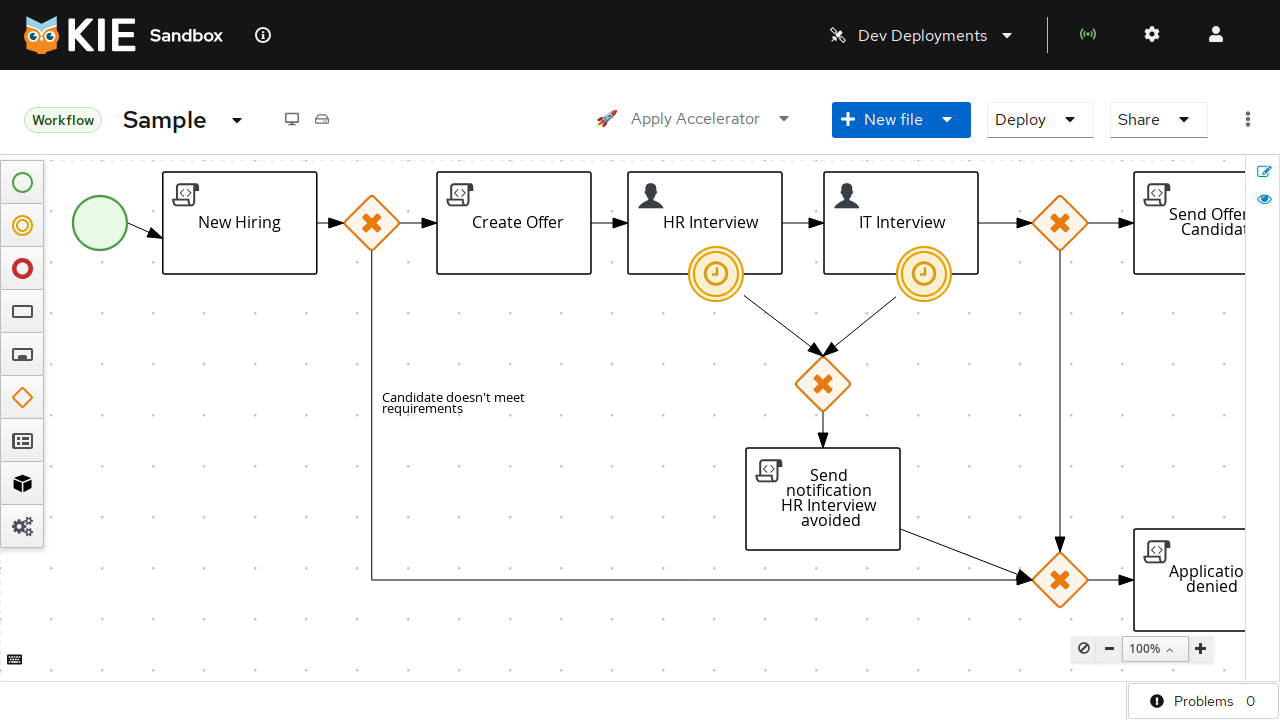 KIE Sandbox
Dev Deployments
Workflow
Sample
Apply Accelerator
New file
Deploy
Share
New Hiring
Create Offer
HR Interview
IT Interview
Send Offer
Candidat
Candidate doesn't meet
requirements
Send
notification
HR Interview
avoided
Applicatio
denied
100%
Problems 0